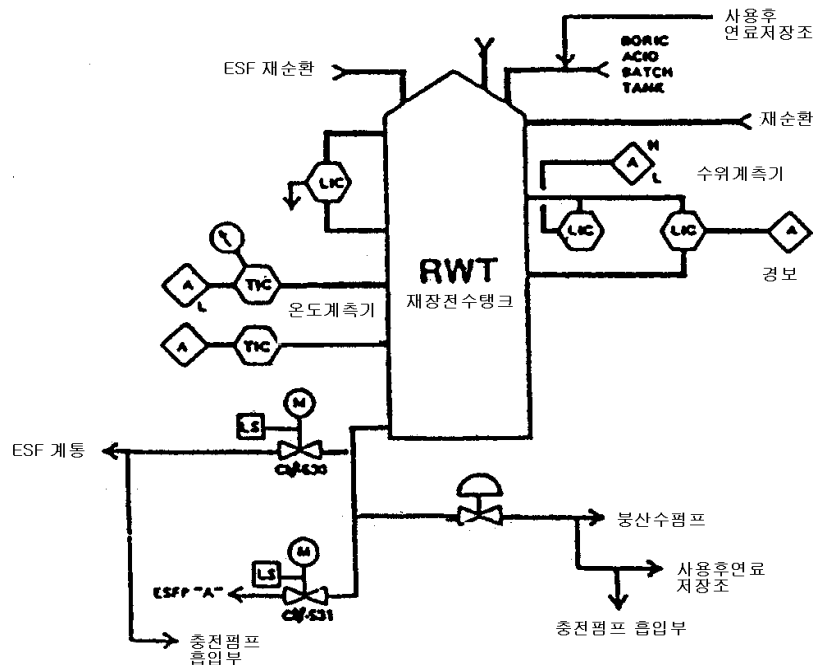 사용후
연료저장조
BORIC
ACID
BATCH
TANK
ESF 재순환
재순환
A
H
L
수위계측기
LIC
LIC
LIC
A
경보
RWT
재장전수탱크
A
L
TIC
온도계측기
A
TIC
M
LS
ESF 계통
붕산수펌프
M
LS
사용후연료
저장조
ESFP "A"
충전펌프 흡입부
충전펌프
흡입부